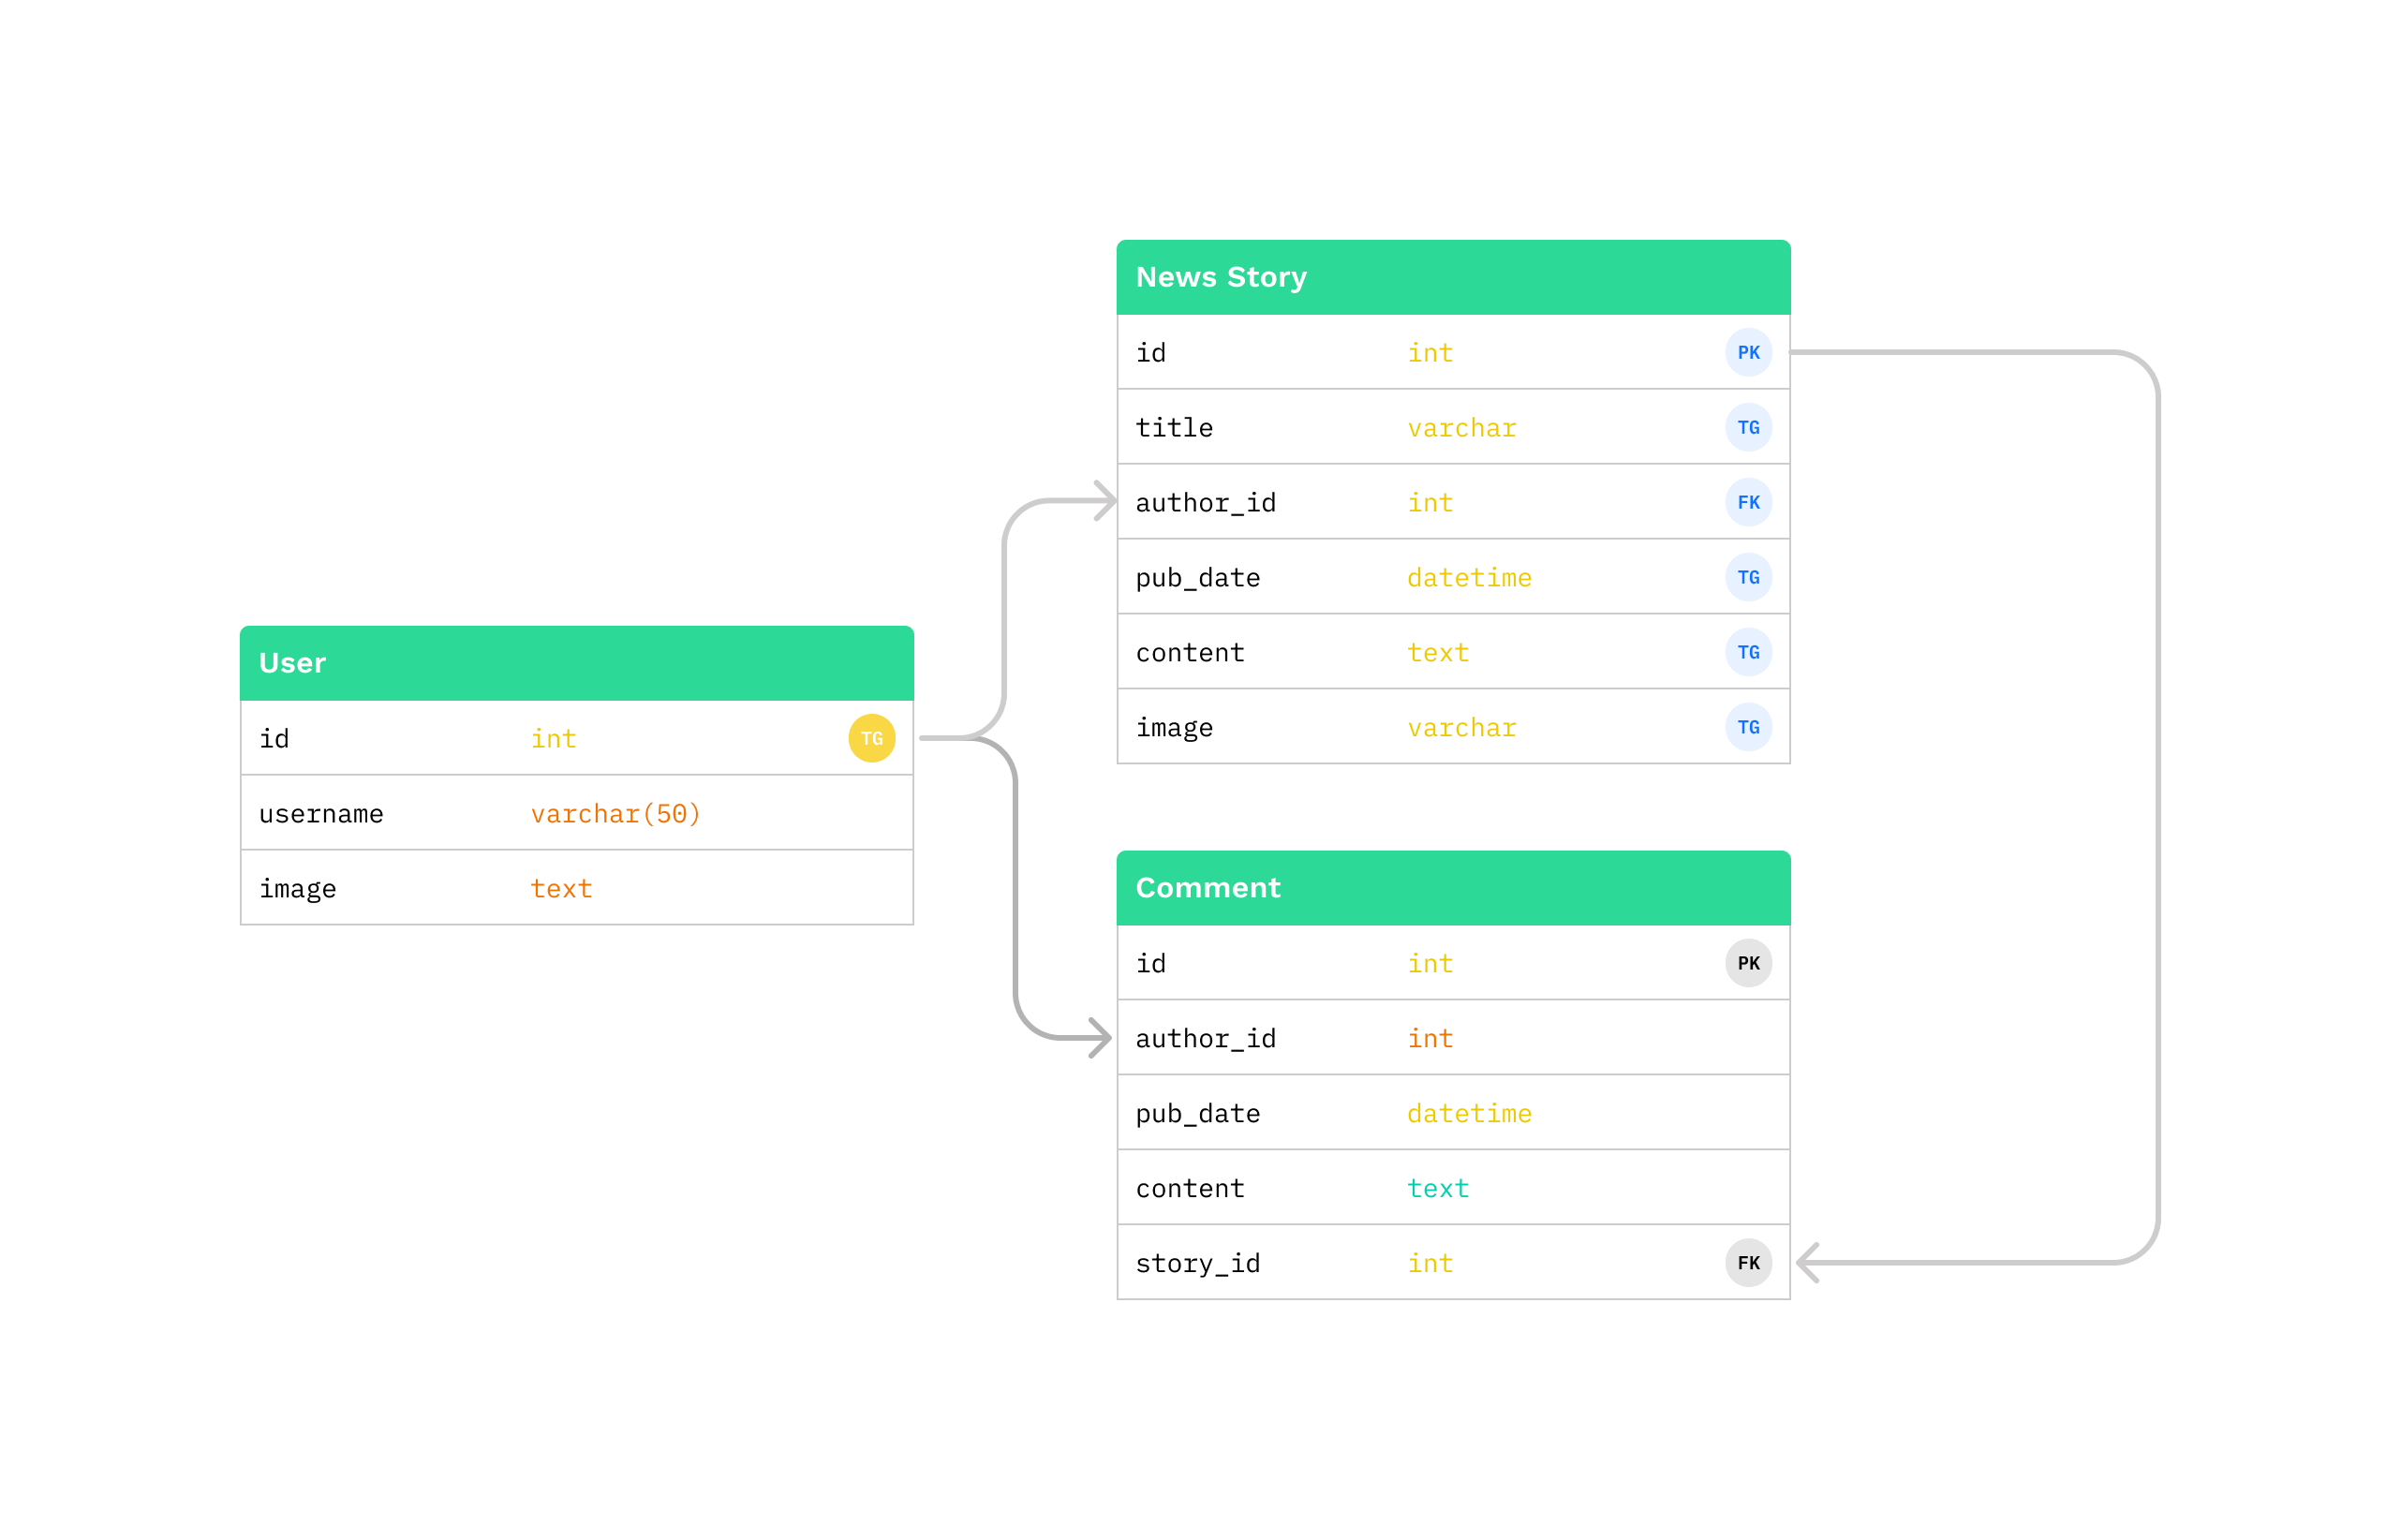 User
id int TG
username varchar(50)
image text
News Story
id int PK
title varchar TG
author_id int FK
pub_date datetime TG
content text TG
image varchar TG
Comment
id int PK
author_id int
pub_date datetime
content text
story_id int FK